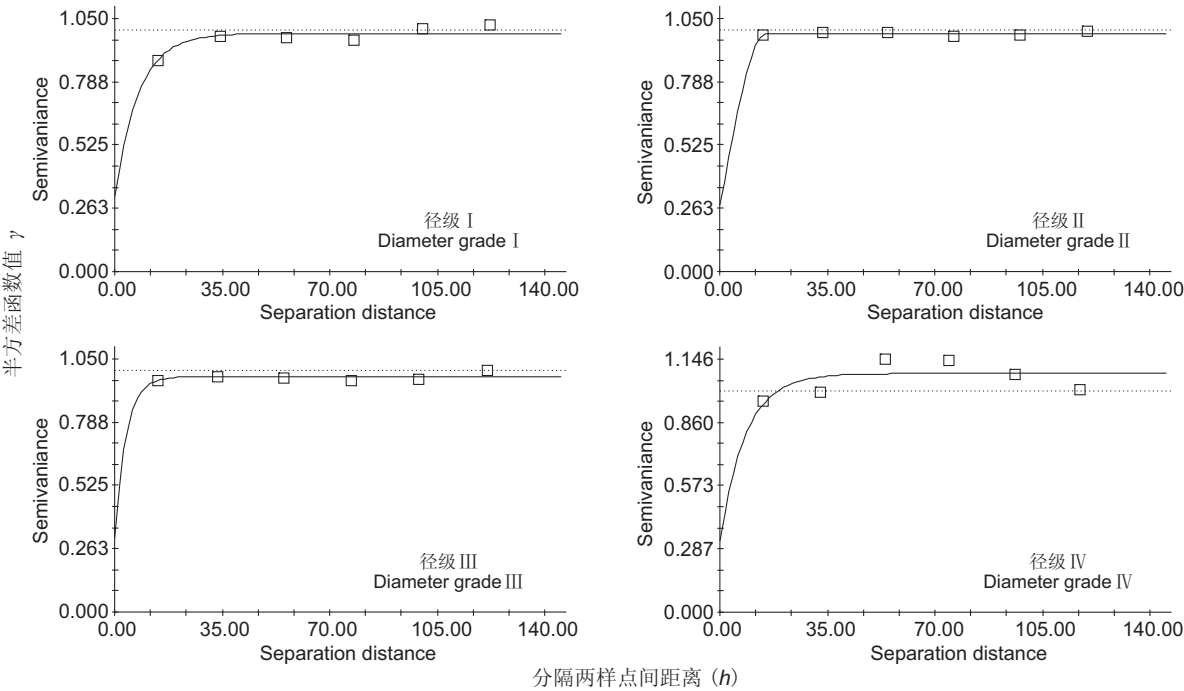 半方差函数值 γ
Semivaniance
1.050
0.788
0.525
0.263
0.000
径级 Ⅰ
Diameter grade Ⅰ
0.00 35.00 70.00 105.00 140.00
Separation distance
Semivaniance
1.050
0.788
0.525
0.263
0.000
径级 Ⅱ
Diameter grade Ⅱ
0.00 35.00 70.00 105.00 140.00
Separation distance
Semivaniance
1.050
0.788
0.525
0.263
0.000
径级 Ⅲ
Diameter grade Ⅲ
0.00 35.00 70.00 105.00 140.00
Separation distance
Semivaniance
1.146
0.860
0.573
0.287
0.000
径级 Ⅳ
Diameter grade Ⅳ
0.00 35.00 70.00 105.00 140.00
Separation distance
分隔两样点间距离 (h)